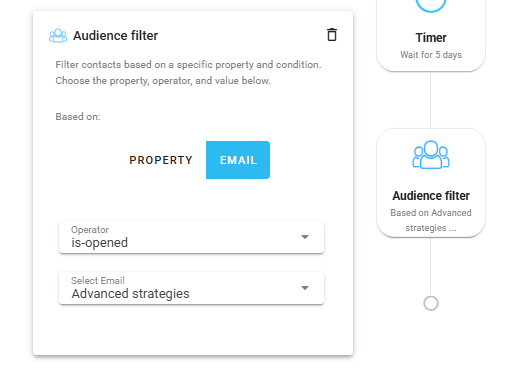 Audience filter
Filter contacts based on a specific property and condition.
Choose the property, operator, and value below.
Based on:
PROPERTY
EMAIL
Operator
is-opened
Select Email
Advanced strategies
Timer
Wait for 5 days
Audience filter
Based on Advanced
strategies ...